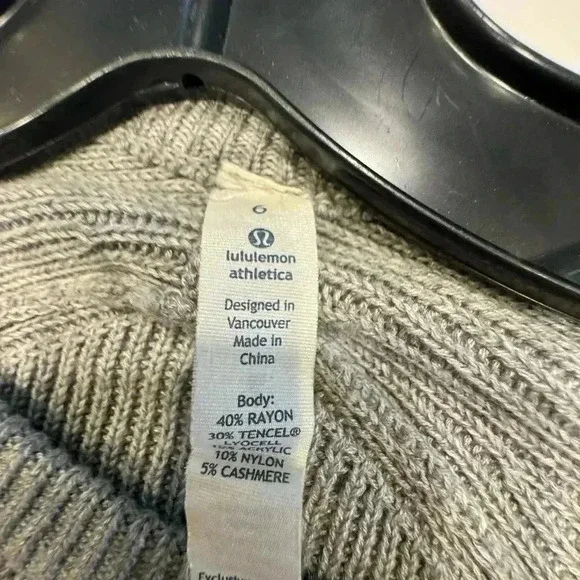 6
lululemon
athletica
Designed in
Vancouver
Made in
China
Body:
40% RAYON
30% TENCEL®
LYOCELL
ACRYLIC
10% NYLON
5% CASHMERE